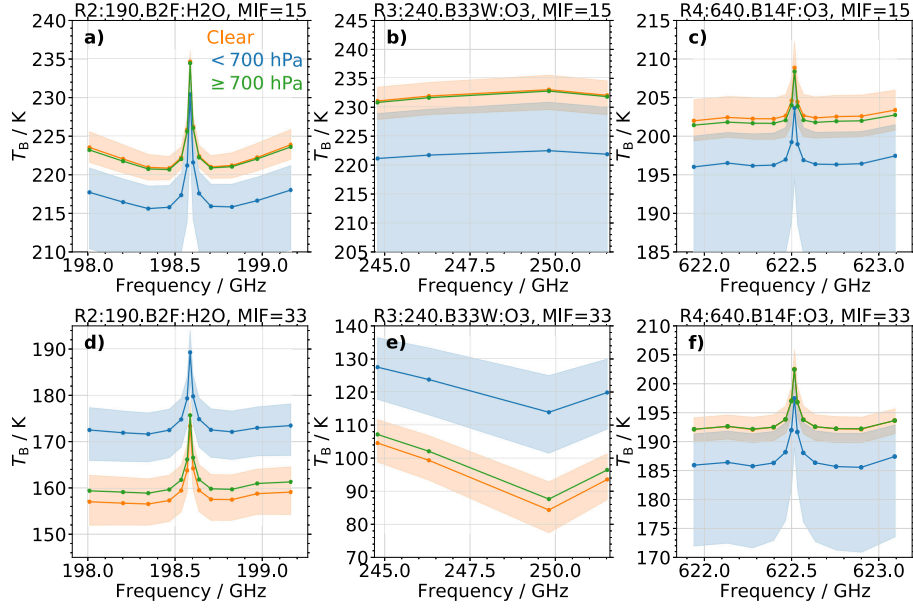 R2:190.B2F:H2O, MIF=15
R3:240.B33W:O3, MIF=15
R4:640.B14F:O3, MIF=15
a)
Clear
< 700 hPa
≥ 700 hPa
b)
c)
240
235
230
225
220
215
210
245
240
235
230
225
220
215
210
205
215
210
205
200
195
190
185
T_B / K
T_B / K
T_B / K
198.0 198.5 199.0
245.0 247.5 250.0
622.0 622.5 623.0
Frequency / GHz
Frequency / GHz
Frequency / GHz
R2:190.B2F:H2O, MIF=33
R3:240.B33W:O3, MIF=33
R4:640.B14F:O3, MIF=33
d)
e)
f)
190
180
170
160
150
140
130
120
110
100
90
80
70
210
205
200
195
190
185
180
175
170
T_B / K
T_B / K
T_B / K
198.0 198.5 199.0
245.0 247.5 250.0
622.0 622.5 623.0
Frequency / GHz
Frequency / GHz
Frequency / GHz